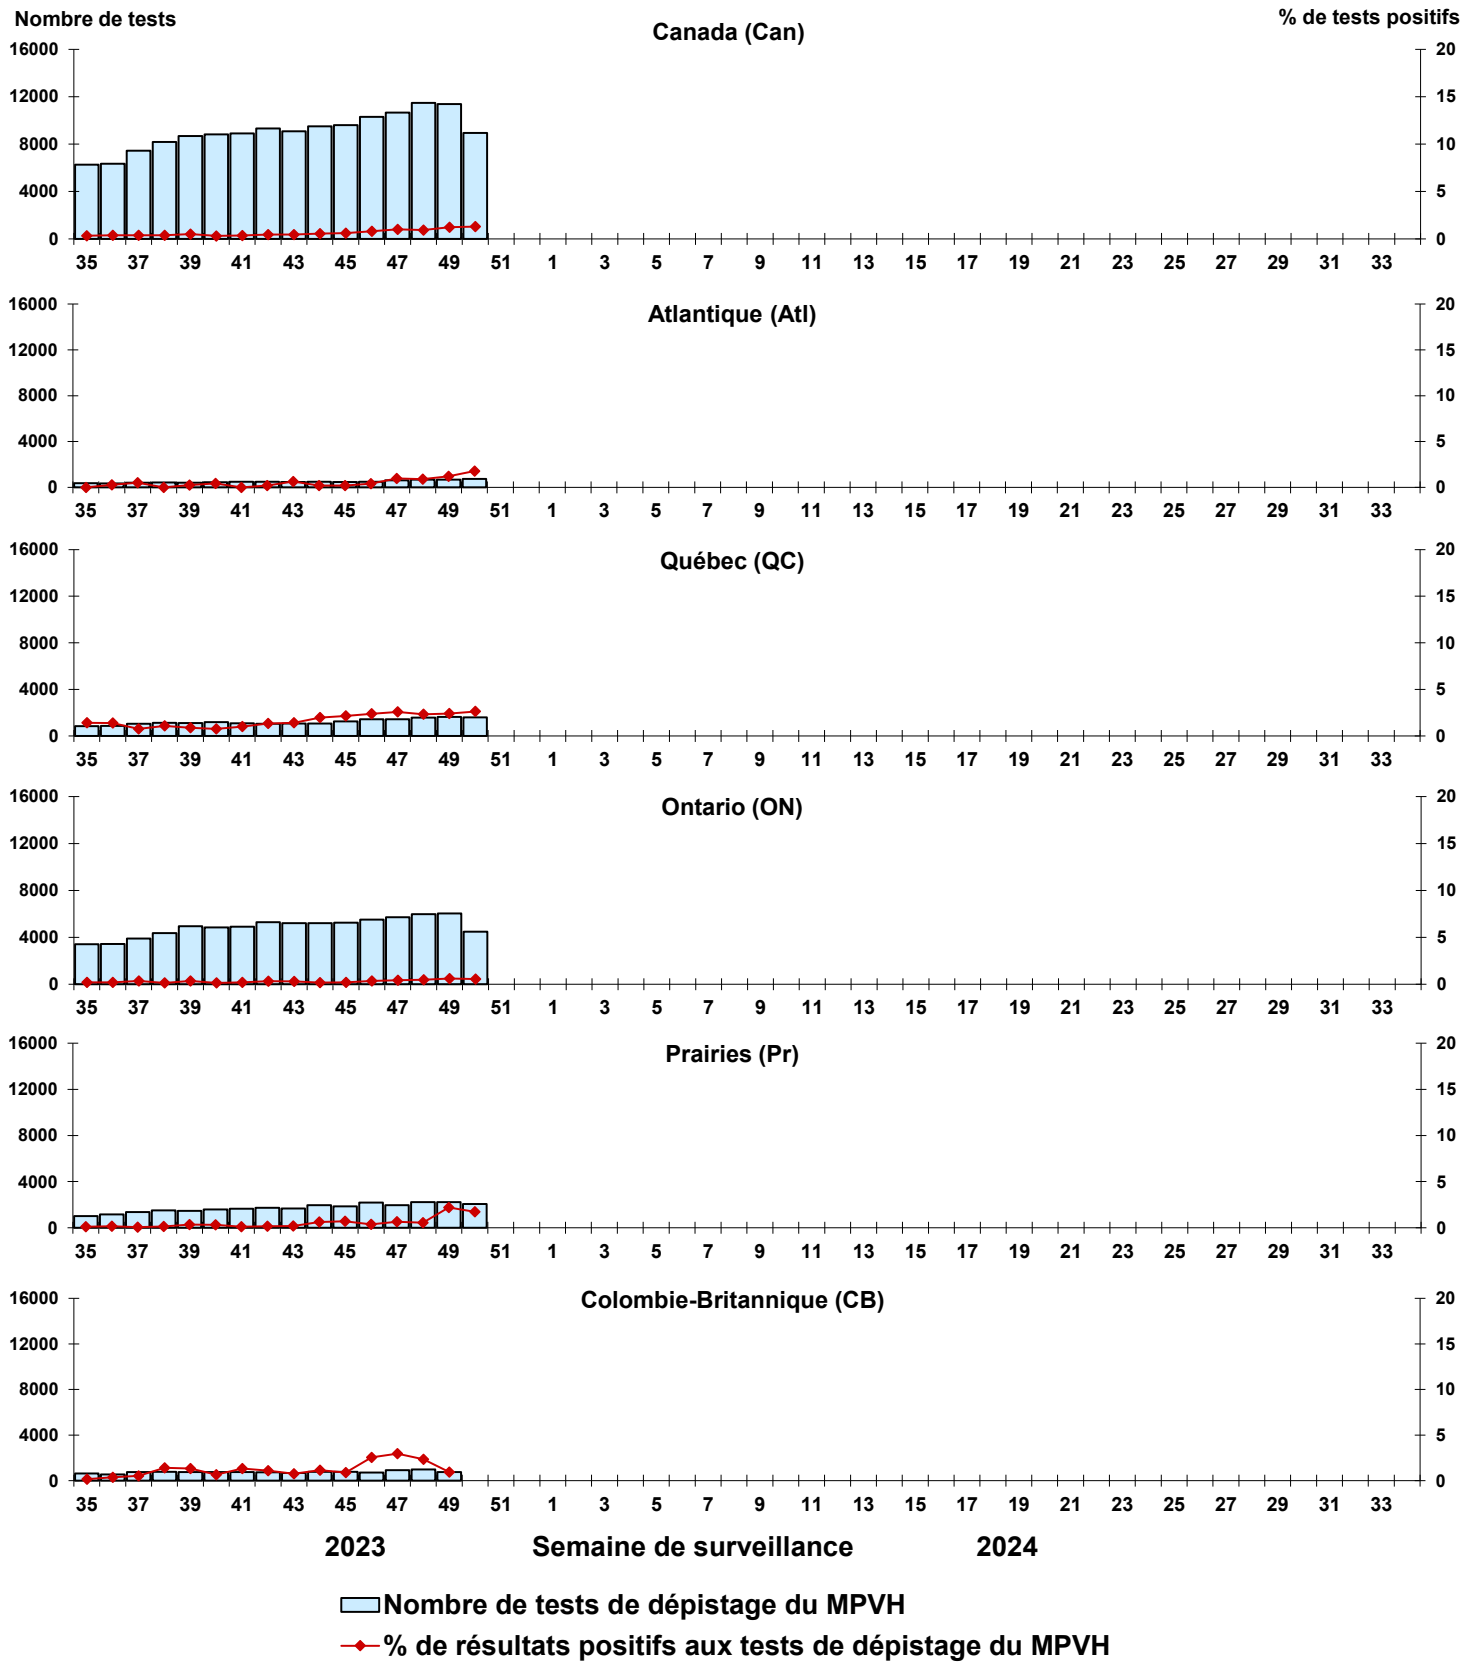 Nombre de tests
% de tests positifs
Canada (Can)
16000 20
12000 15
8000 10
4000 5
0 0
35 37 39 41 43 45 47 49 51 1 3 5 7 9 11 13 15 17 19 21 23 25 27 29 31 33
Atlantique (Atl)
16000 20
12000 15
8000 10
4000 5
0 0
35 37 39 41 43 45 47 49 51 1 3 5 7 9 11 13 15 17 19 21 23 25 27 29 31 33
Québec (QC)
16000 20
12000 15
8000 10
4000 5
0 0
35 37 39 41 43 45 47 49 51 1 3 5 7 9 11 13 15 17 19 21 23 25 27 29 31 33
Ontario (ON)
16000 20
12000 15
8000 10
4000 5
0 0
35 37 39 41 43 45 47 49 51 1 3 5 7 9 11 13 15 17 19 21 23 25 27 29 31 33
Prairies (Pr)
16000 20
12000 15
8000 10
4000 5
0 0
35 37 39 41 43 45 47 49 51 1 3 5 7 9 11 13 15 17 19 21 23 25 27 29 31 33
Colombie-Britannique (CB)
16000 20
12000 15
8000 10
4000 5
0 0
35 37 39 41 43 45 47 49 51 1 3 5 7 9 11 13 15 17 19 21 23 25 27 29 31 33
2023 Semaine de surveillance 2024
Nombre de tests de dépistage du MPVH
% de résultats positifs aux tests de dépistage du MPVH